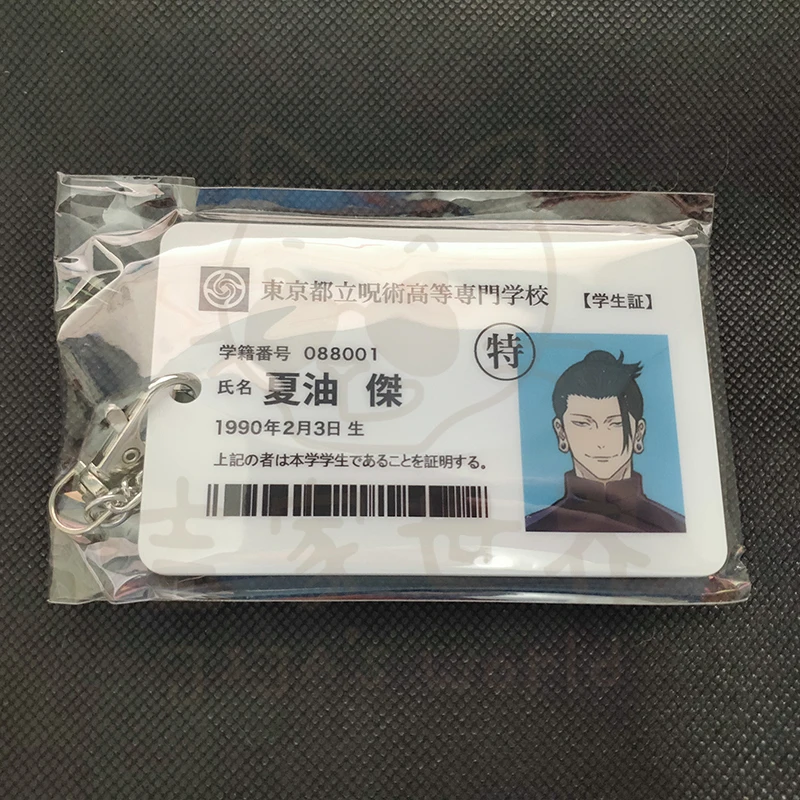 東京都立呪術高等専門学校 【学生証】
特
学籍番号 088001
氏名 夏油 傑
1990年2月3日 生
上記の者は本学学生であることを証明する。